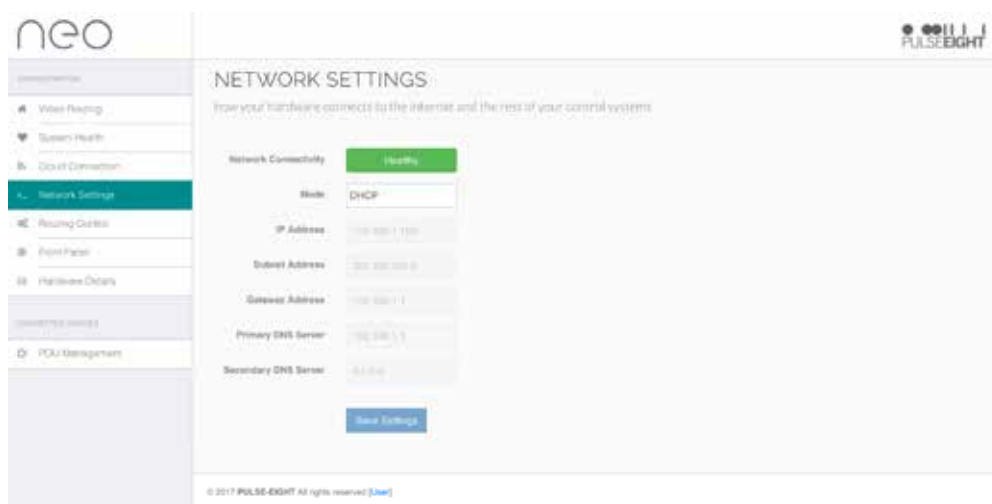 neo
PULSEEIGHT
Video Routing
System Health
Cloud Connection
Network Settings
Routing Control
Front Panel
Hardware Details
PDU Management
NETWORK SETTINGS
how your hardware connects to the internet and the rest of your control systems
Network Connectivity
Healthy
Mode
DHCP
IP Address
Subnet Address
Gateway Address
Primary DNS Server
Secondary DNS Server
Save Settings
© 2017 PULSE-EIGHT All rights reserved [User]